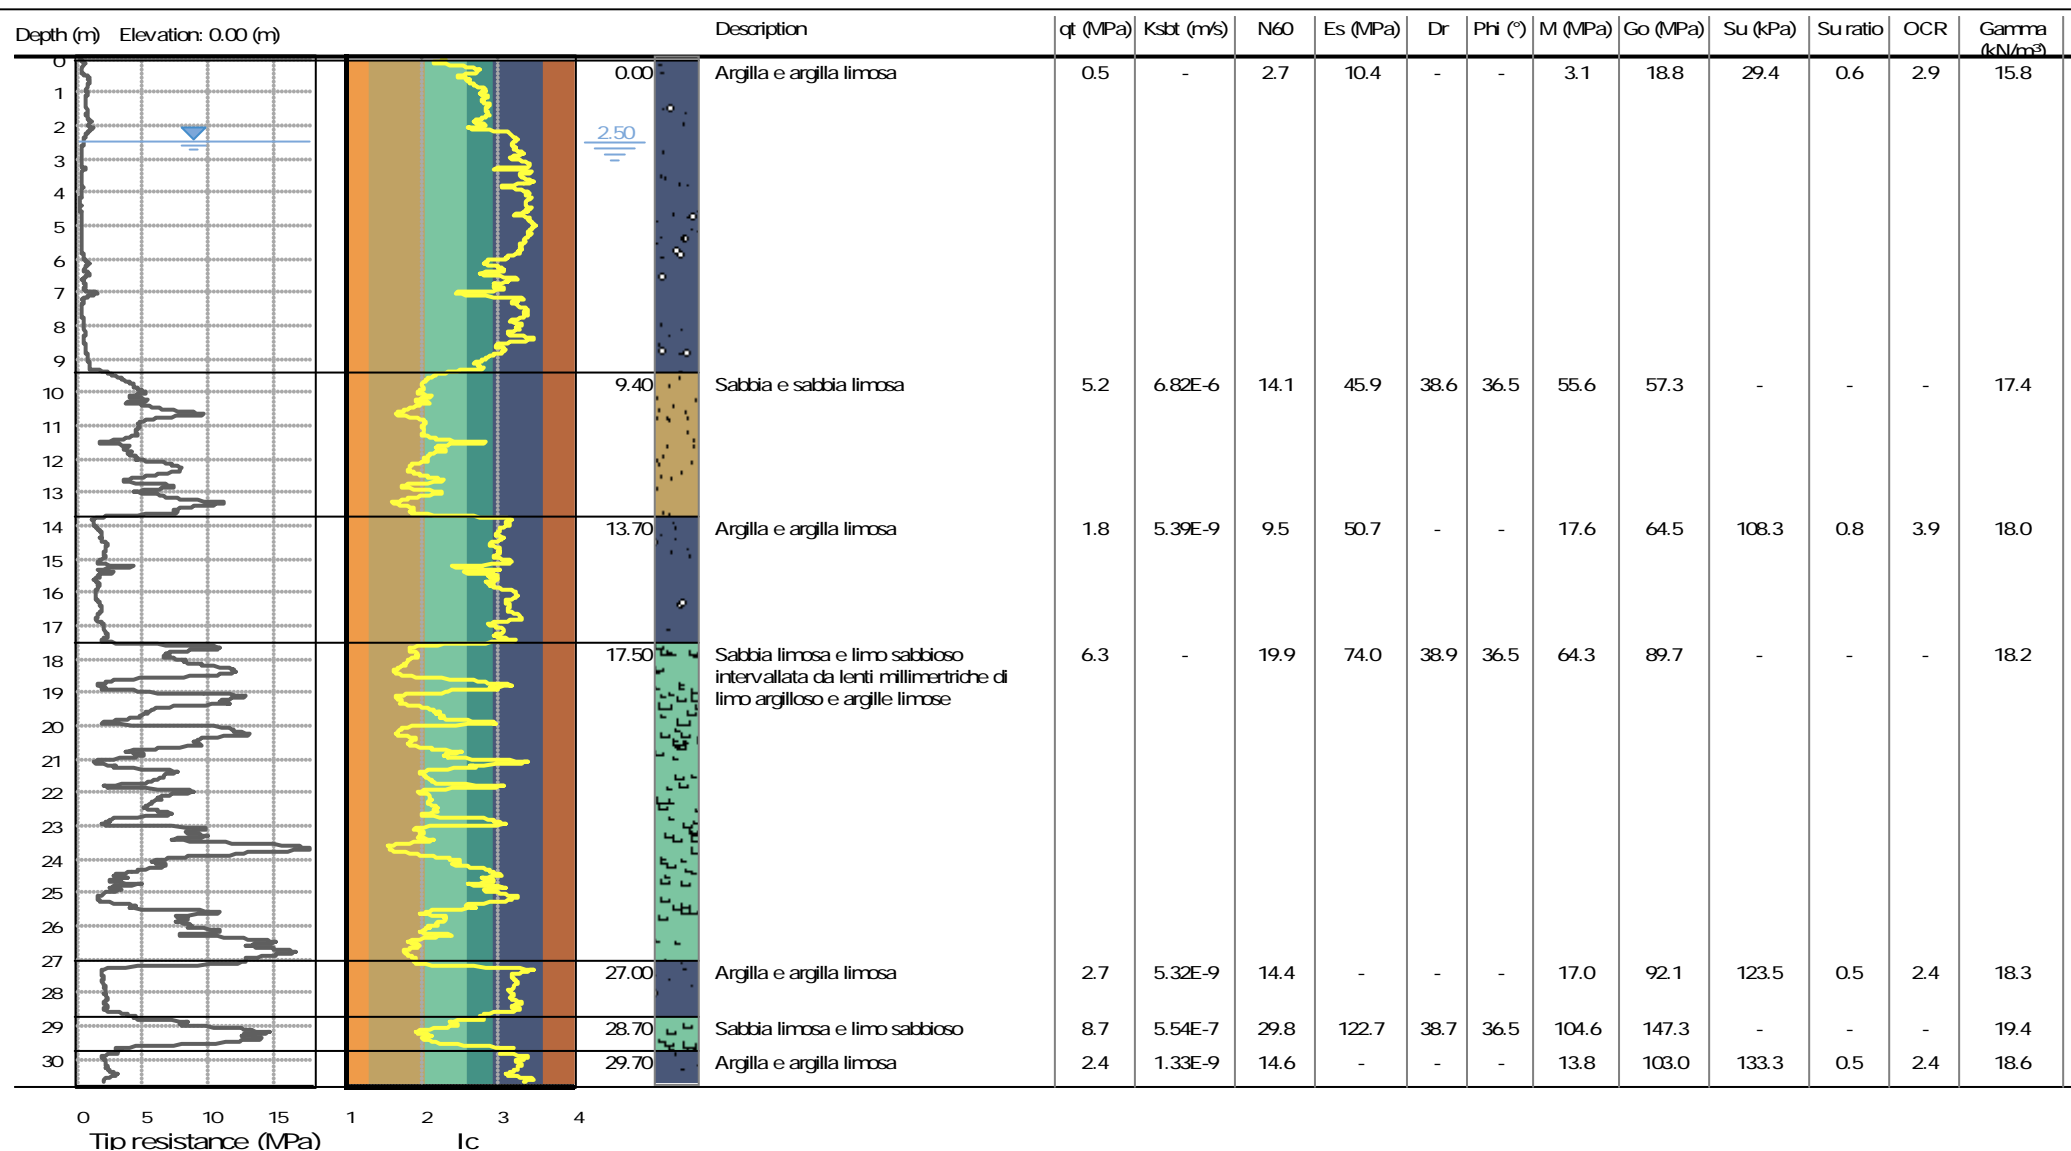 Depth (m) Elevation: 0.00 (m) Description qt (MPa) Ksbt (m/s) N60 Es (MPa) Dr Phi (°) M (MPa) Go (MPa) Su (kPa) Su ratio OCR Gamma
(kN/m³)
0
0.00 Argilla e argilla limosa 0.5 - 2.7 10.4 - - 3.1 18.8 29.4 0.6 2.9 15.8
1
2
2.50
3
4
5
6
7
8
9
9.40 Sabbia e sabbia limosa 5.2 6.82E-6 14.1 45.9 38.6 36.5 55.6 57.3 - - - 17.4
10
11
12
13
14
13.70 Argilla e argilla limosa 1.8 5.39E-9 9.5 50.7 - - 17.6 64.5 108.3 0.8 3.9 18.0
15
16
17
18
17.50 Sabbia limosa e limo sabbioso 6.3 - 19.9 74.0 38.9 36.5 64.3 89.7 - - - 18.2
intervallata da lenti millimertriche di
limo argilloso e argille limose
19
20
21
22
23
24
25
26
27
27.00 Argilla e argilla limosa 2.7 5.32E-9 14.4 - - - 17.0 92.1 123.5 0.5 2.4 18.3
28
29
28.70 Sabbia limosa e limo sabbioso 8.7 5.54E-7 29.8 122.7 38.7 36.5 104.6 147.3 - - - 19.4
30
29.70 Argilla e argilla limosa 2.4 1.33E-9 14.6 - - - 13.8 103.0 133.3 0.5 2.4 18.6
0 5 10 15 1 2 3 4
Tip resistance (MPa) Ic